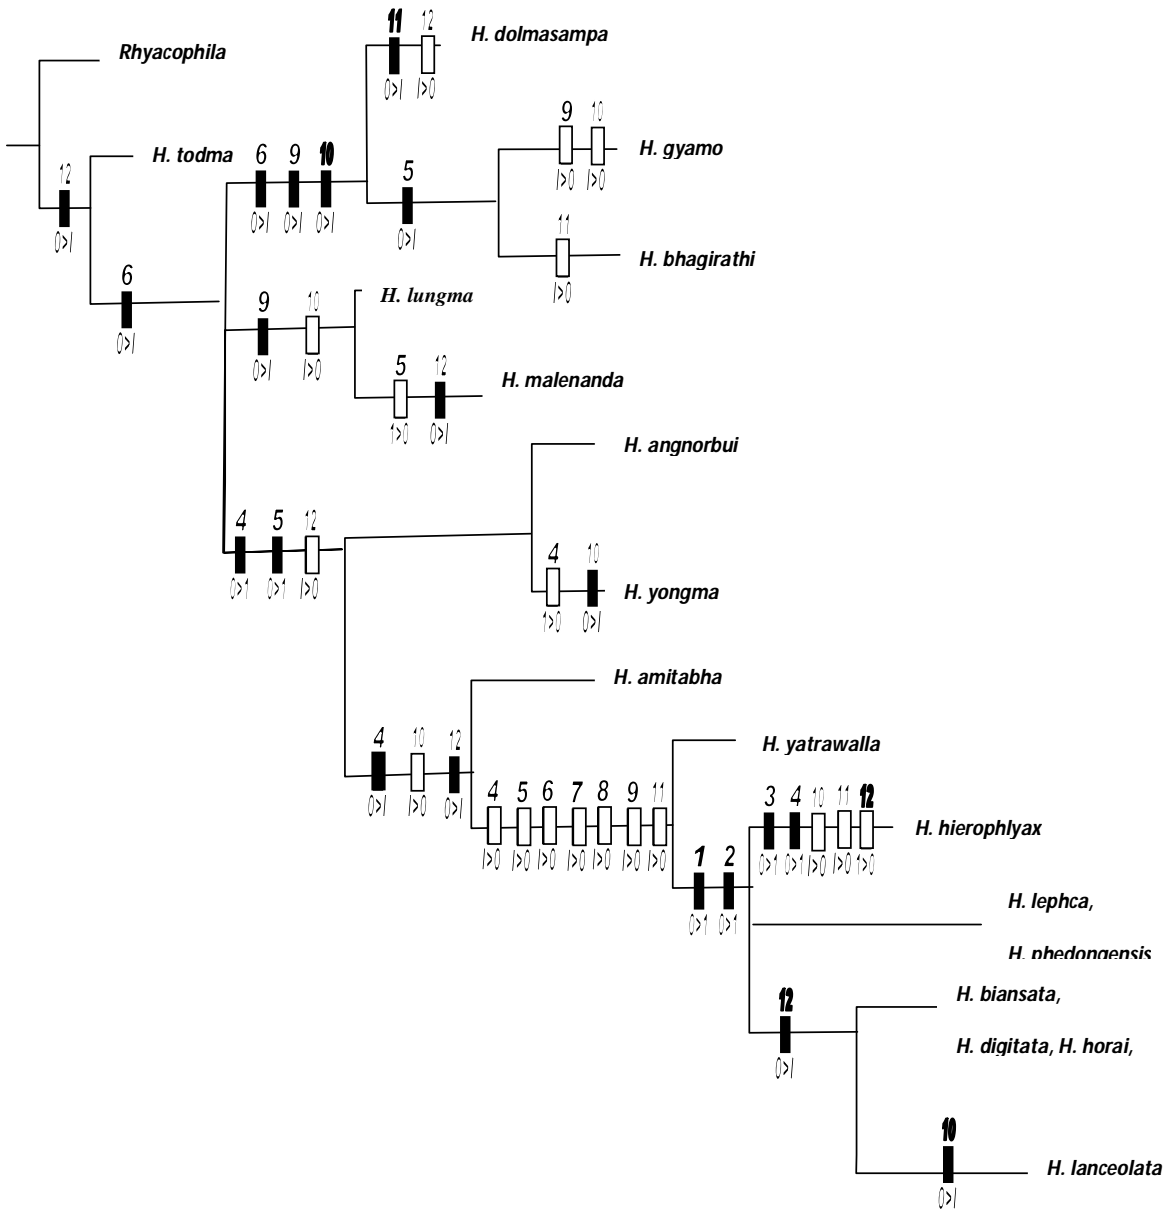 11 12
H. dolmasampa
0>1 1>0
Rhyacophila
9 10
H. gyamo
1>0 1>0
H. todma
6 9 10
0>1 0>1 0>1
12
0>1
5
0>1
11
H. bhagirathi
1>0
6
0>1
H. lungma
9 10
0>1 1>0
5 12
H. malenanda
1>0 0>1
H. angnorbui
4 5 12
0>1 0>1 1>0
4 10
H. yongma
1>0 0>1
H. amitabha
4 10 12
0>1 1>0 0>1
H. yatrawalla
4 5 6 7 8 9 11
1>0 1>0 1>0 1>0 1>0 1>0 1>0
3 4 10 11 12
H. hierophlyax
0>1 0>1 1>0 1>0 1>0
1 2
0>1 0>1
H. lephca,
H. phedongensis
H. biansata,
12
0>1
H. digitata, H. horai,
10
H. lanceolata
0>1